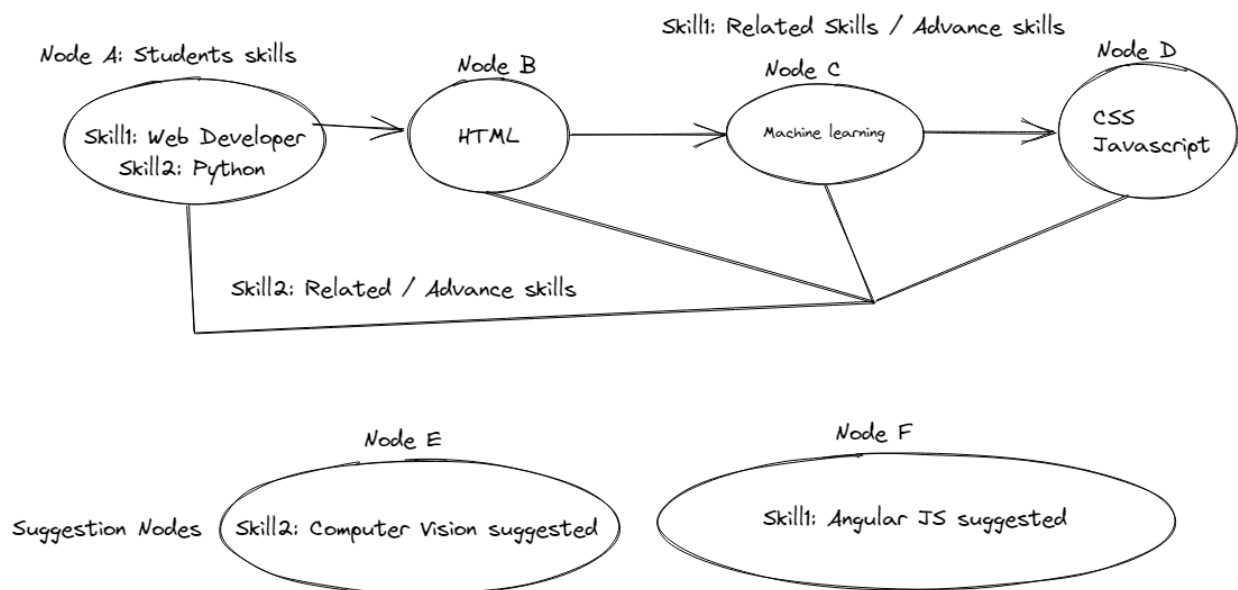 Skill1: Related Skills / Advance skills
Node A: Students skills
Node B
Node C
Node D
Skill1: Web Developer
Skill2: Python
HTML
Machine learning
CSS
Javascript
Skill2: Related / Advance skills
Node E
Node F
Suggestion Nodes
Skill2: Computer Vision suggested
Skill1: Angular JS suggested